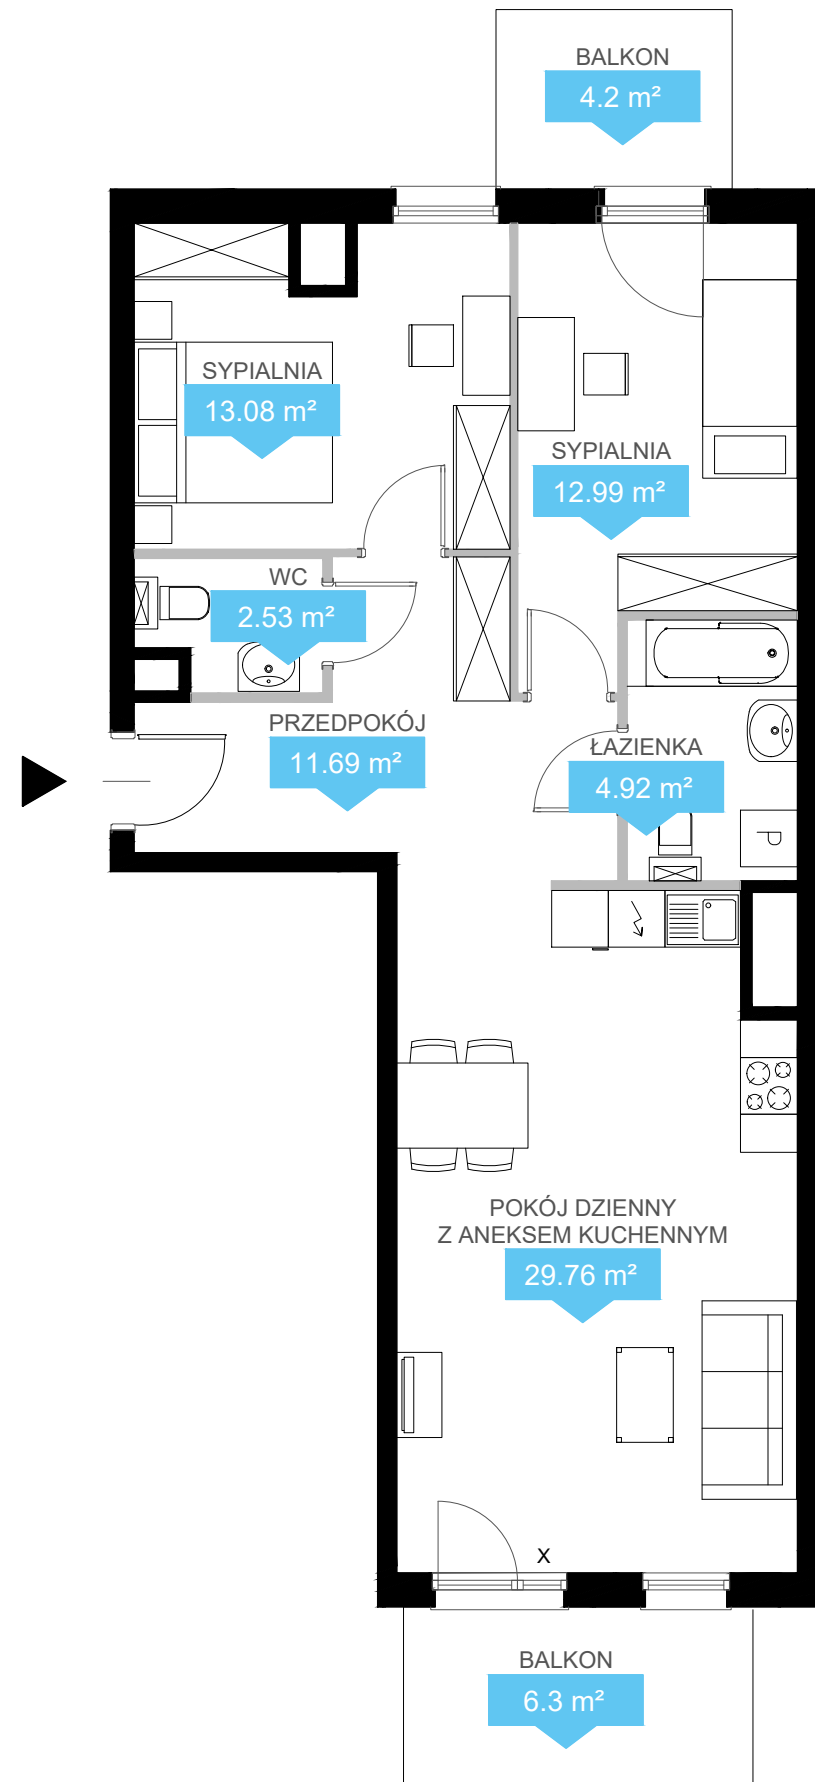 BALKON
4.2 m²
SYPIALNIA
13.08 m²
SYPIALNIA
12.99 m²
WC
2.53 m²
PRZEDPOKÓJ
11.69 m²
ŁAZIENKA
4.92 m²
P
POKÓJ DZIENNY
Z ANEKSEM KUCHENNYM
29.76 m²
X
BALKON
6.3 m²